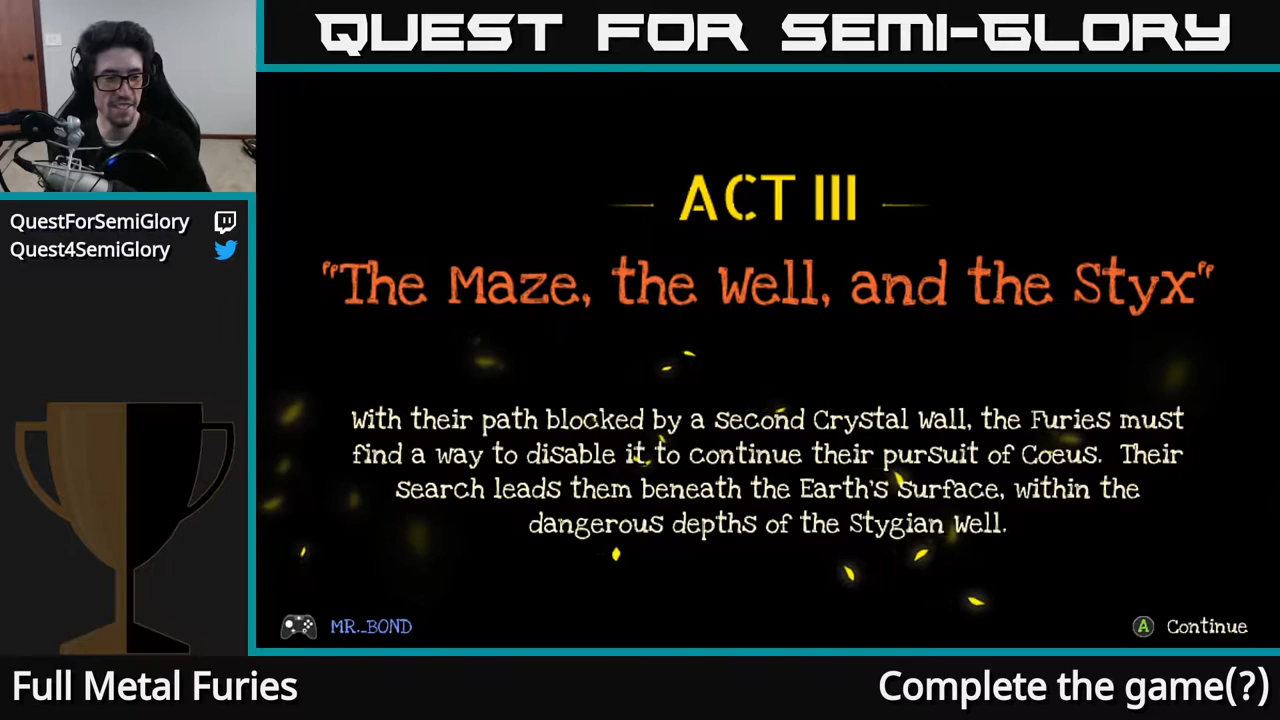 QUEST FOR SEMI-GLORY
QuestForSemiGlory
Quest4SemiGlory
ACT III
"The Maze, the Well, and the Styx"
With their path blocked by a second Crystal Wall, the Furies must
find a way to disable it to continue their pursuit of Coeus. Their
search leads them beneath the Earth's surface, within the
dangerous depths of the Stygian Well.
MR._BOND
A Continue
Full Metal Furies
Complete the game(?)